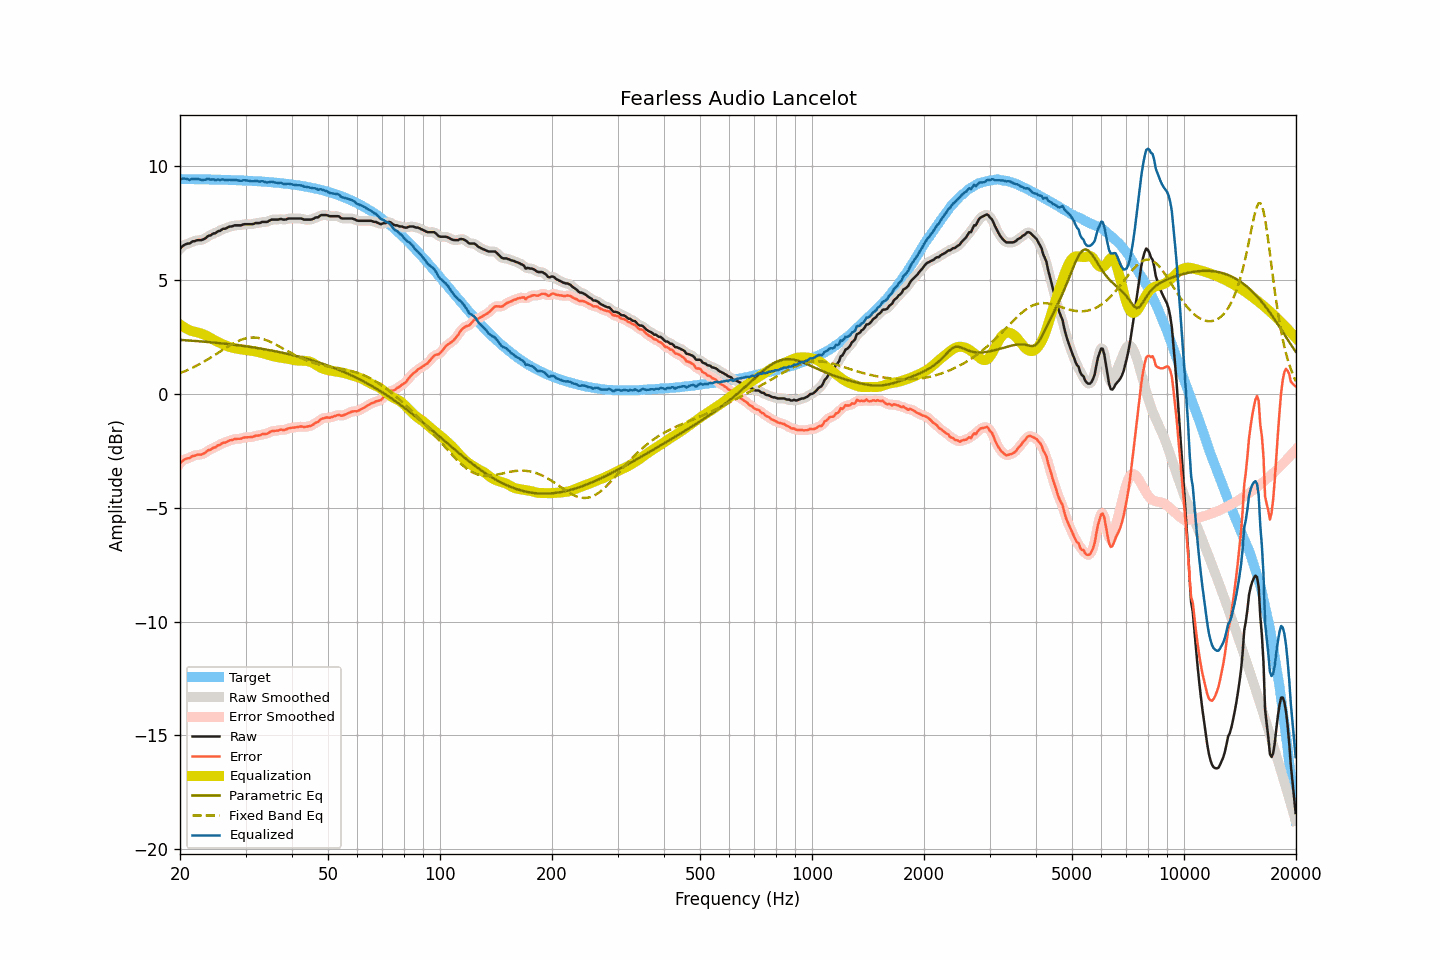 Fearless Audio Lancelot
Amplitude (dBr)
10
5
0
−5
−10
−15
−20
Target
Raw Smoothed
Error Smoothed
Raw
Error
Equalization
Parametric Eq
Fixed Band Eq
Equalized
20 50 100 200 500 1000 2000 5000 10000 20000
Frequency (Hz)